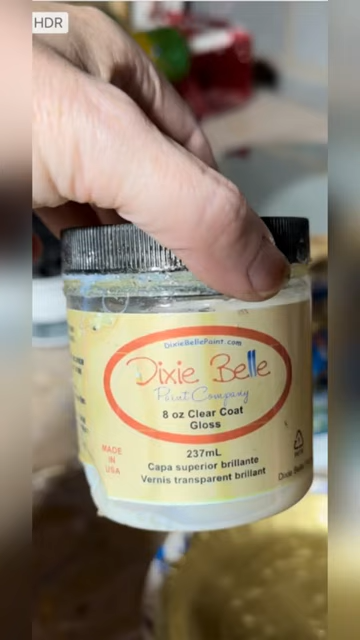 HDR
DixieBellePaint.com
Dixie Belle
Paint Company
8 oz Clear Coat
Gloss
237mL
MADE
IN
USA
Capa superior brillante
Vernis transparent brillant
Dixie Belle